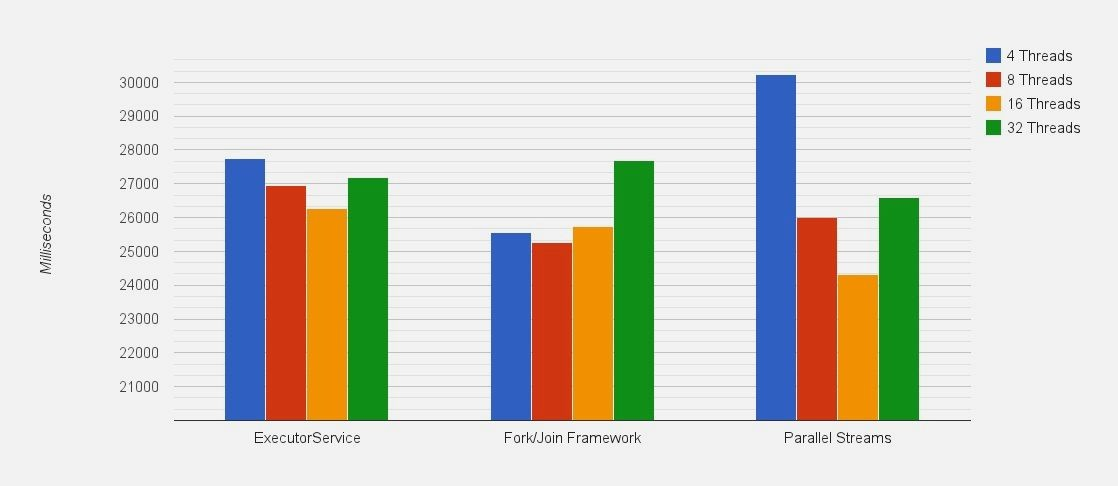 4 Threads
8 Threads
16 Threads
32 Threads
30000
29000
28000
27000
26000
25000
24000
23000
22000
21000
Milliseconds
ExecutorService
Fork/Join Framework
Parallel Streams